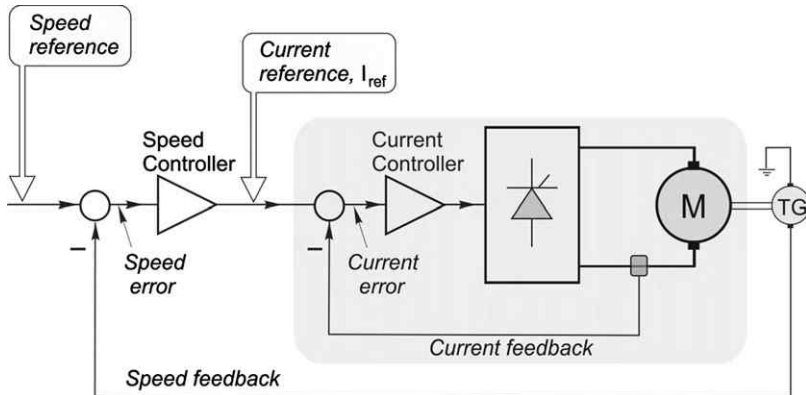 Speed
reference
Current
reference, Iref
Speed
Controller
Current
Controller
M
TG
Speed
error
Current
error
Current feedback
Speed feedback